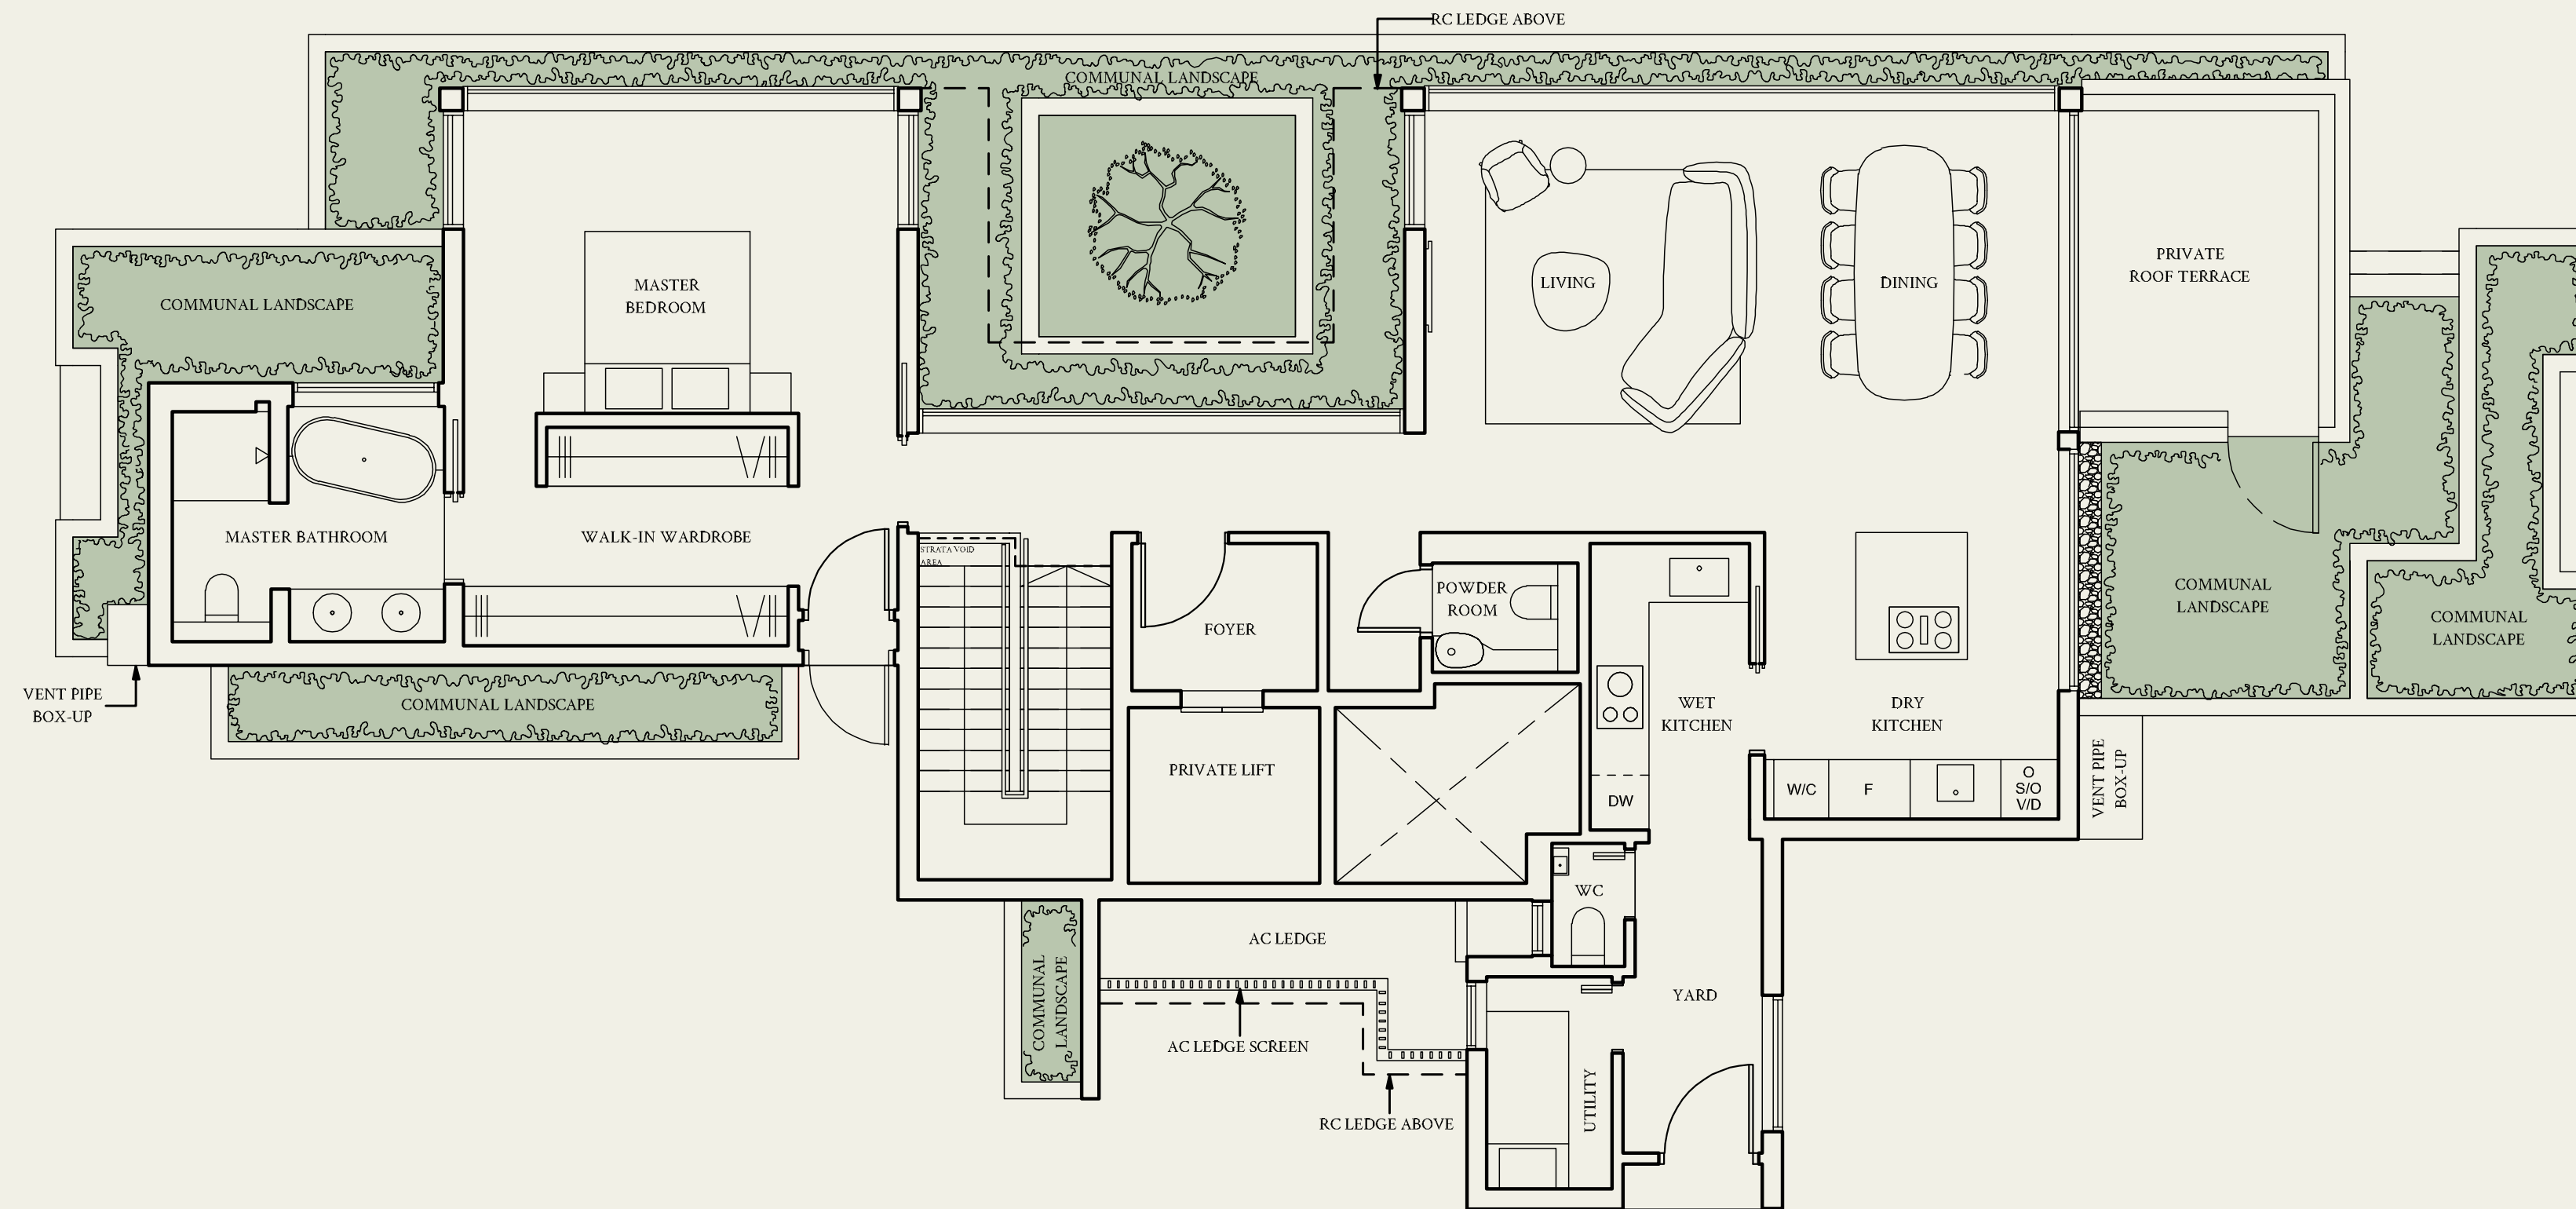 RC LEDGE ABOVE
COMMUNAL LANDSCAPE
COMMUNAL LANDSCAPE
MASTER
BEDROOM
LIVING
DINING
PRIVATE
ROOF TERRACE
MASTER BATHROOM
WALK-IN WARDROBE
STRATA VOID
AREA
FOYER
POWDER
ROOM
COMMUNAL
LANDSCAPE
COMMUNAL
LANDSCAPE
VENT PIPE
BOX-UP
COMMUNAL LANDSCAPE
WET
KITCHEN
DRY
KITCHEN
PRIVATE LIFT
DW
W/C
F
O
S/O
V/D
VENT PIPE
BOX-UP
WC
AC LEDGE
COMMUNAL
LANDSCAPE
YARD
AC LEDGE SCREEN
UTILITY
RC LEDGE ABOVE